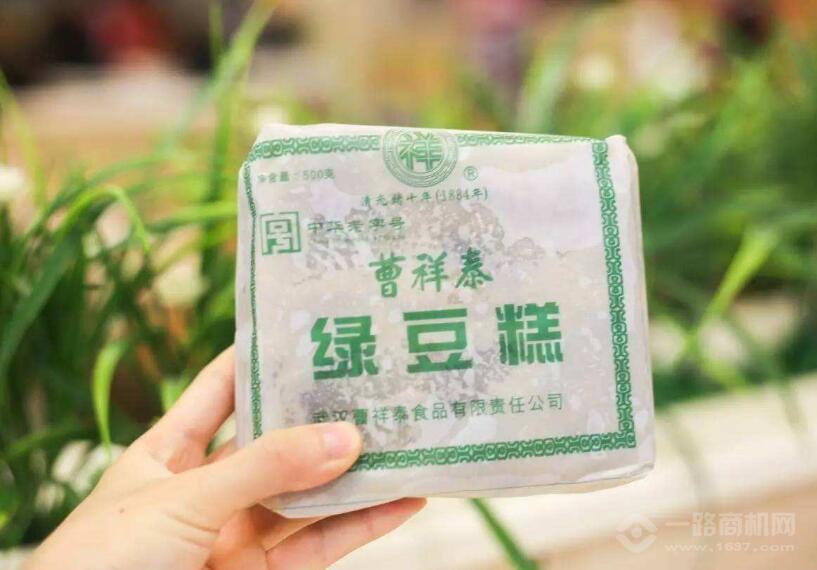 祥
®
净含量：500克
清光绪十年(1884年)
中华老字号
曹祥泰
绿豆糕
武汉曹祥泰食品有限责任公司
一路商机网
www.1637.com